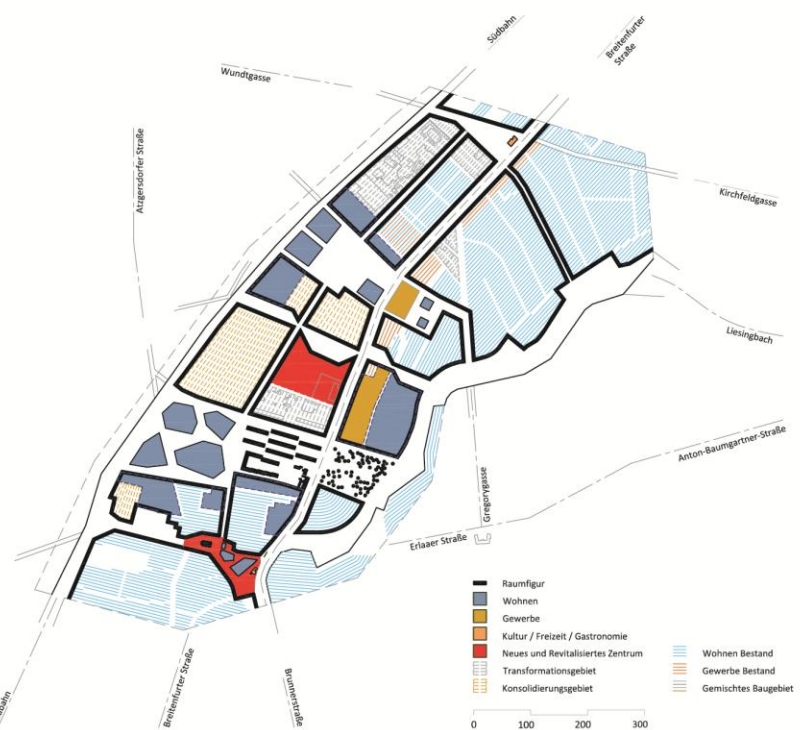 Südbahn
Breitenfurter
Straße
Wundtgasse
Atzgersdorfer Straße
Kirchfeldgasse
Liesingbach
Anton-Baumgartner-Straße
Gregorygasse
Erlaaer Straße
Raumfigur
Wohnen
Gewerbe
Kultur / Freizeit / Gastronomie
Neues und Revitalisiertes Zentrum
Transformationsgebiet
Konsolidierungsgebiet
Wohnen Bestand
Gewerbe Bestand
Gemischtes Baugebiet
Breitenfurter Straße
Brunnerstraße
0 100 200 300